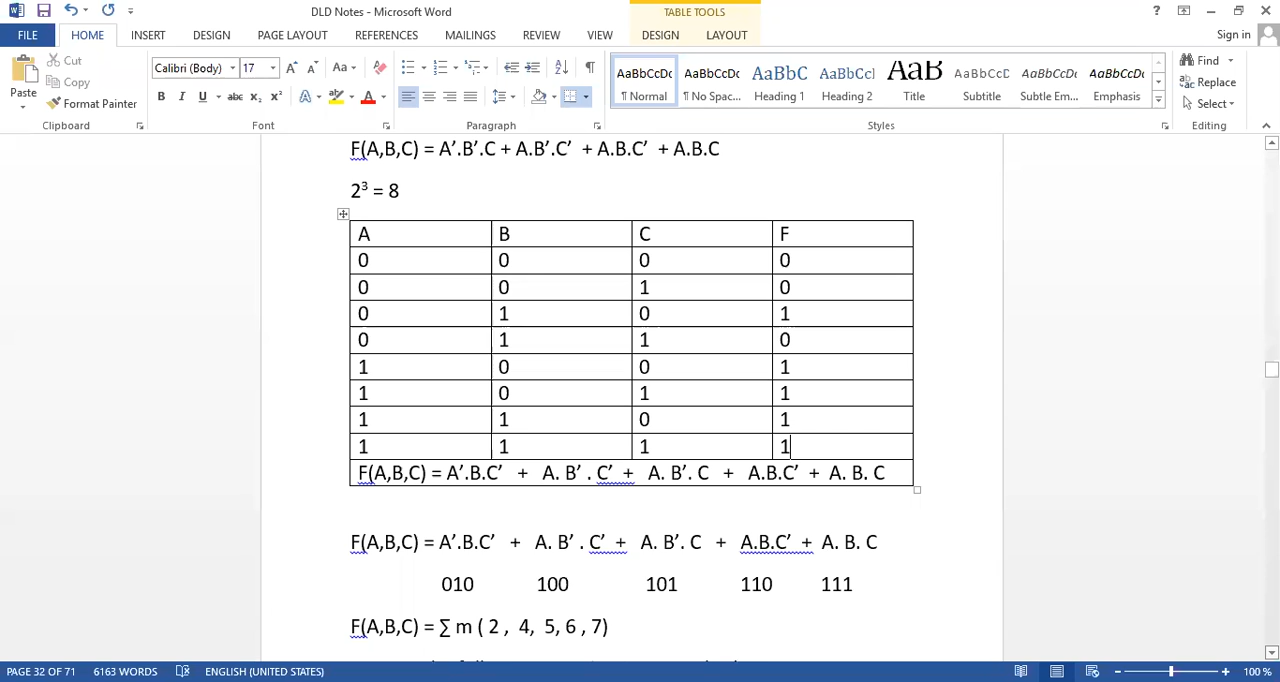 DLD Notes - Microsoft Word
TABLE TOOLS
FILE HOME INSERT DESIGN PAGE LAYOUT REFERENCES MAILINGS REVIEW VIEW DESIGN LAYOUT Sign in
Paste
Cut
Copy
Format Painter
Clipboard
Calibri (Body) 17
Font
Paragraph
AaBbCcDc AaBbCcDc AaBbC AaBbCcl AaB AaBbCcD AaBbCcDc AaBbCcDc
¶ Normal ¶ No Spac... Heading 1 Heading 2 Title Subtitle Subtle Em... Emphasis
Styles
Find
Replace
Select
Editing
F(A,B,C) = A’.B’.C + A.B’.C’ + A.B.C’ + A.B.C
2³ = 8
A B C F
0 0 0 0
0 0 1 0
0 1 0 1
0 1 1 0
1 0 0 1
1 0 1 1
1 1 0 1
1 1 1 1
F(A,B,C) = A’.B.C’ + A. B’ . C’ + A. B’. C + A.B.C’ + A. B. C
F(A,B,C) = A’.B.C’ + A. B’ . C’ + A. B’. C + A.B.C’ + A. B. C
010 100 101 110 111
F(A,B,C) = ∑ m ( 2 , 4, 5, 6 , 7)
PAGE 32 OF 71 6163 WORDS ENGLISH (UNITED STATES) 100 %